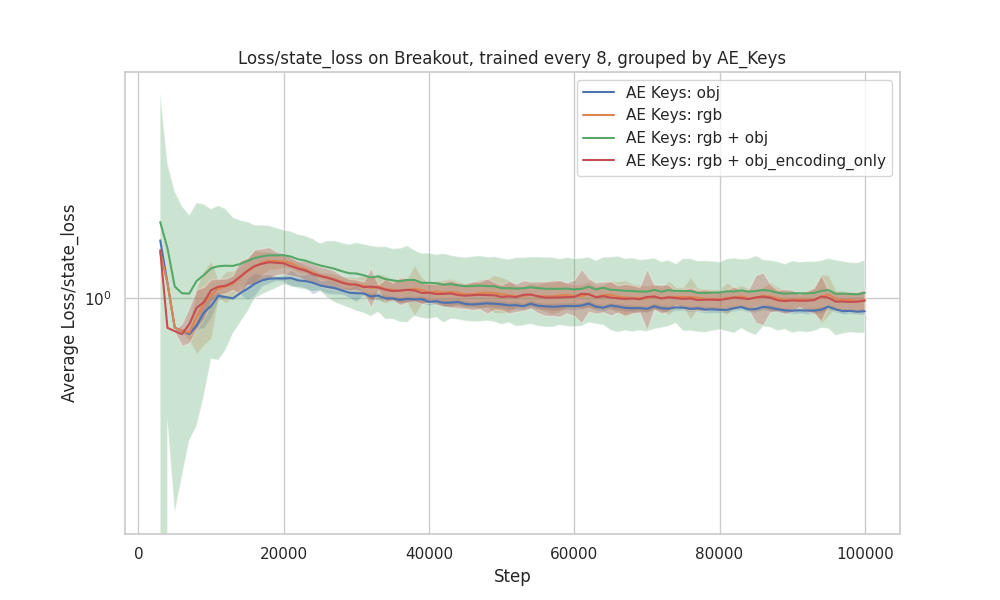 Loss/state_loss on Breakout, trained every 8, grouped by AE_Keys
AE Keys: obj
AE Keys: rgb
AE Keys: rgb + obj
AE Keys: rgb + obj_encoding_only
Average Loss/state_loss
10⁰
0 20000 40000 60000 80000 100000
Step